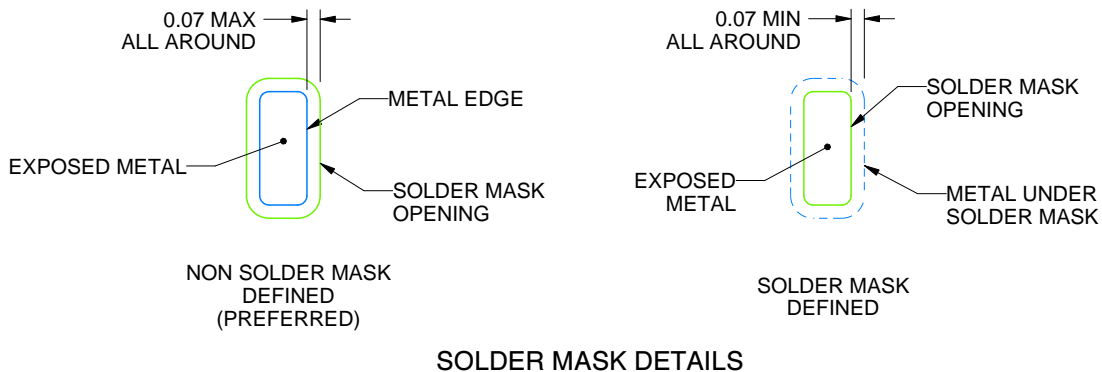 0.07 MAX
ALL AROUND
METAL EDGE
EXPOSED METAL
SOLDER MASK
OPENING
NON SOLDER MASK
DEFINED
(PREFERRED)
0.07 MIN
ALL AROUND
SOLDER MASK
OPENING
EXPOSED
METAL
METAL UNDER
SOLDER MASK
SOLDER MASK
DEFINED
SOLDER MASK DETAILS